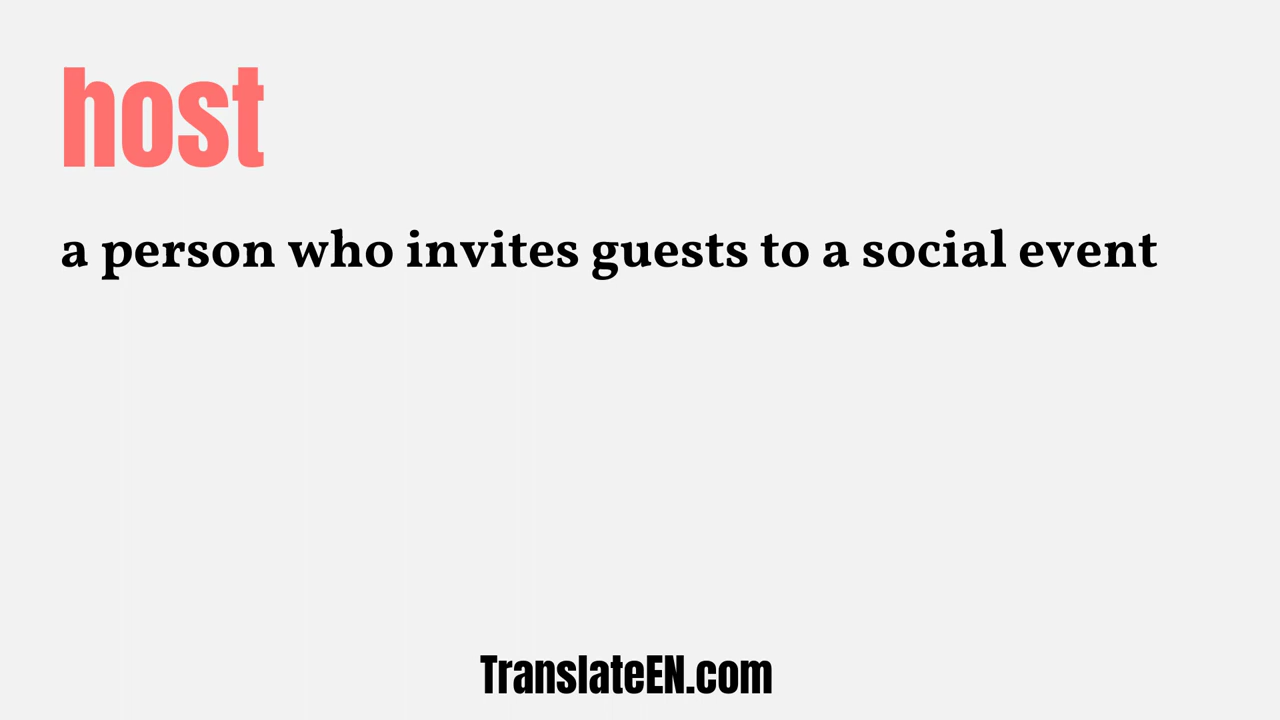 host
a person who invites guests to a social event
TranslateEN.com